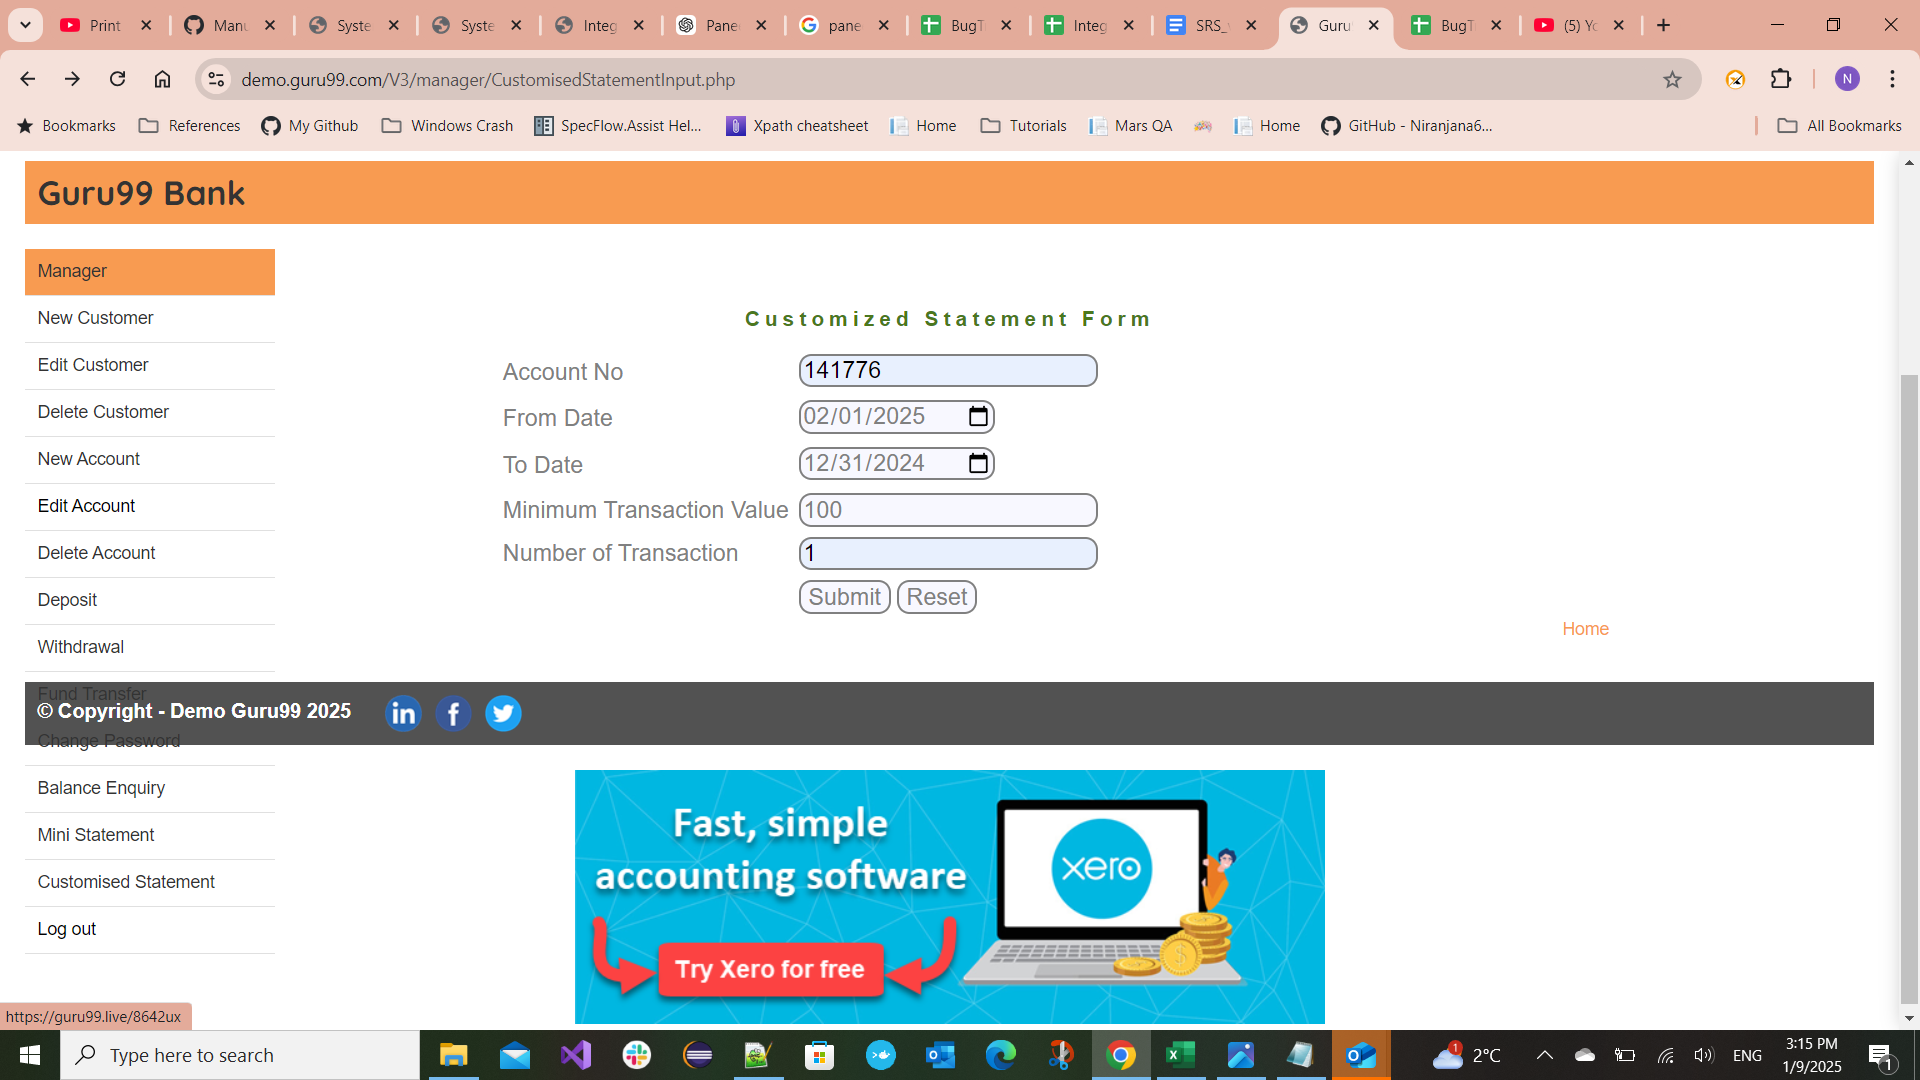 Print
Manu
Syste
Syste
Integ
Pane
pane
BugT
Integ
SRS_
Guru
BugT
(5) Yo
demo.guru99.com/V3/manager/CustomisedStatementInput.php
N
Bookmarks
References
My Github
Windows Crash
SpecFlow.Assist Hel...
Xpath cheatsheet
Home
Tutorials
Mars QA
Home
GitHub - Niranjana6...
All Bookmarks
Guru99 Bank
Manager
New Customer
Edit Customer
Delete Customer
New Account
Edit Account
Delete Account
Deposit
Withdrawal
Fund Transfer
Change Password
Balance Enquiry
Mini Statement
Customised Statement
Log out
Customized Statement Form
Account No 141776
From Date 02/01/2025
To Date 12/31/2024
Minimum Transaction Value 100
Number of Transaction 1
Submit Reset
Home
© Copyright - Demo Guru99 2025
Fast, simple
accounting software
Try Xero for free
xero
https://guru99.live/8642ux
Type here to search
1
2°C
ENG
3:15 PM
1/9/2025
1